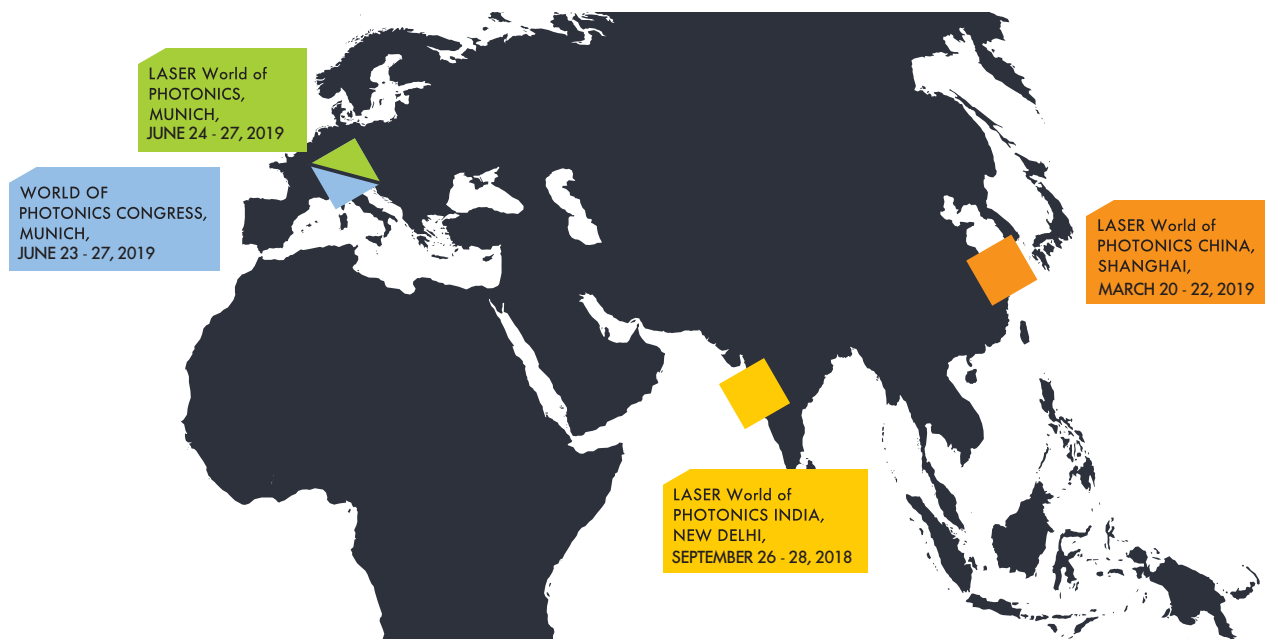 LASER World of
PHOTONICS,
MUNICH,
JUNE 24 - 27, 2019
WORLD OF
PHOTONICS CONGRESS,
MUNICH,
JUNE 23 - 27, 2019
LASER World of
PHOTONICS CHINA,
SHANGHAI,
MARCH 20 - 22, 2019
LASER World of
PHOTONICS INDIA,
NEW DELHI,
SEPTEMBER 26 - 28, 2018